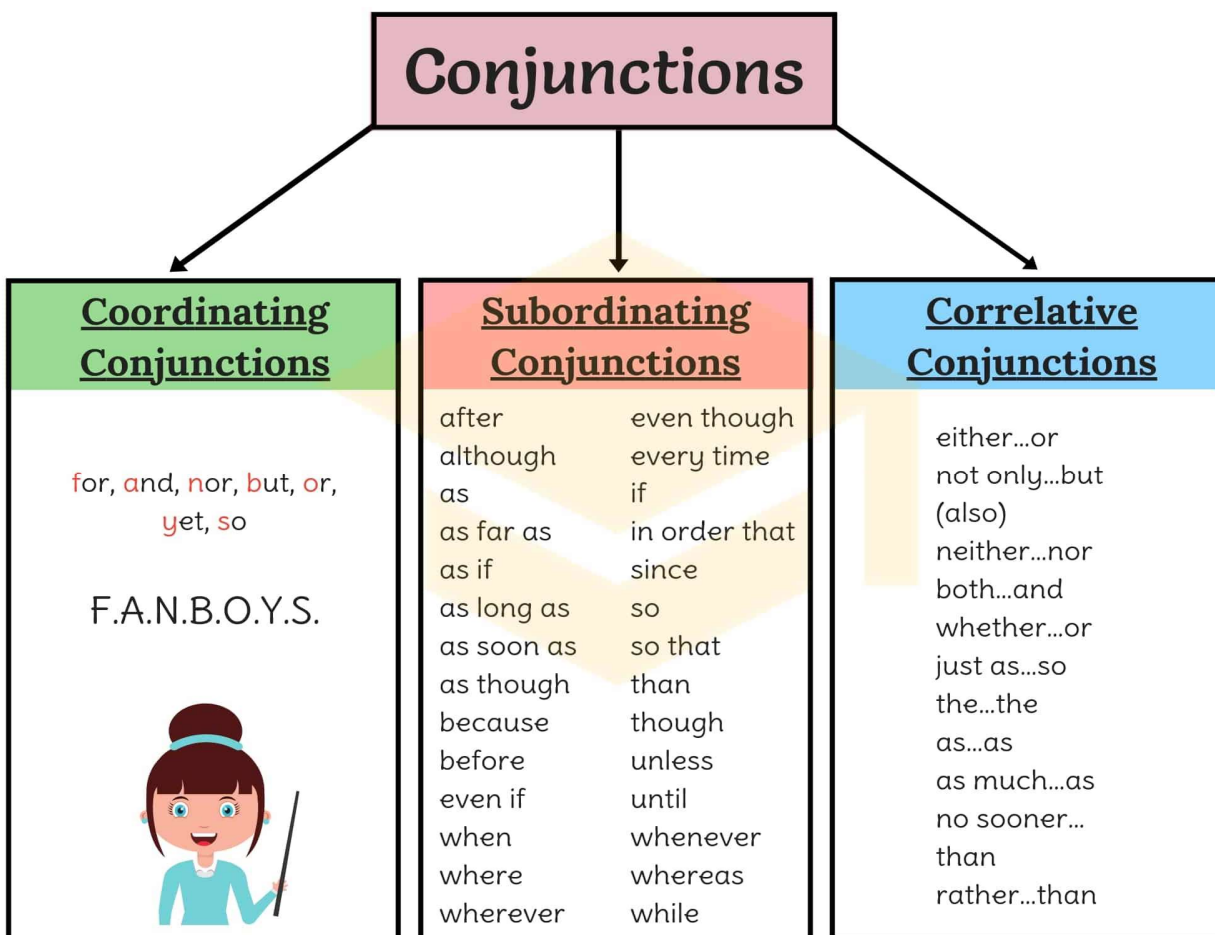 Conjunctions
Coordinating
Conjunctions
for, and, nor, but, or,
yet, so
F.A.N.B.O.Y.S.
Subordinating
Conjunctions
after
although
as
as far as
as if
as long as
as soon as
as though
because
before
even if
when
where
wherever
even though
every time
if
in order that
since
so
so that
than
though
unless
until
whenever
whereas
while
Correlative
Conjunctions
either...or
not only...but
(also)
neither...nor
both...and
whether...or
just as...so
the...the
as...as
as much...as
no sooner...
than
rather...than